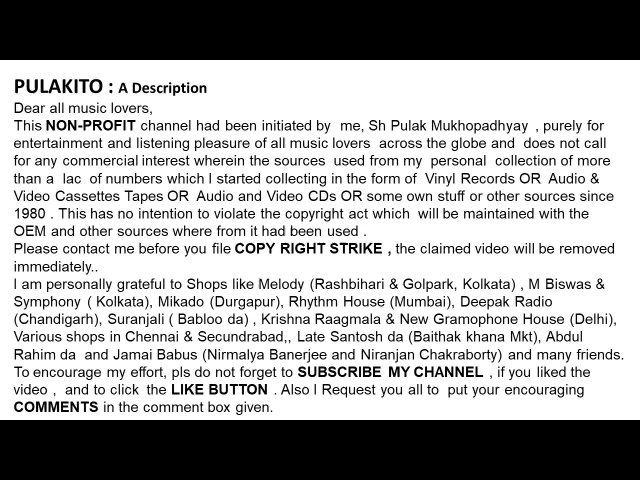 PULAKITO : A Description
Dear all music lovers,
This NON-PROFIT channel had been initiated by me, Sh Pulak Mukhopadhyay , purely for
entertainment and listening pleasure of all music lovers across the globe and does not call
for any commercial interest wherein the sources used from my personal collection of more
than a lac of numbers which I started collecting in the form of Vinyl Records OR Audio &
Video Cassettes Tapes OR Audio and Video CDs OR some own stuff or other sources since
1980 . This has no intention to violate the copyright act which will be maintained with the
OEM and other sources where from it had been used .
Please contact me before you file COPY RIGHT STRIKE , the claimed video will be removed
immediately..
I am personally grateful to Shops like Melody (Rashbihari & Golpark, Kolkata) , M Biswas &
Symphony ( Kolkata), Mikado (Durgapur), Rhythm House (Mumbai), Deepak Radio
(Chandigarh), Suranjali ( Babloo da) , Krishna Raagmala & New Gramophone House (Delhi),
Various shops in Chennai & Secundrabad,, Late Santosh da (Baithak khana Mkt), Abdul
Rahim da and Jamai Babus (Nirmalya Banerjee and Niranjan Chakraborty) and many friends.
To encourage my effort, pls do not forget to SUBSCRIBE MY CHANNEL , if you liked the
video , and to click the LIKE BUTTON . Also I Request you all to put your encouraging
COMMENTS in the comment box given.